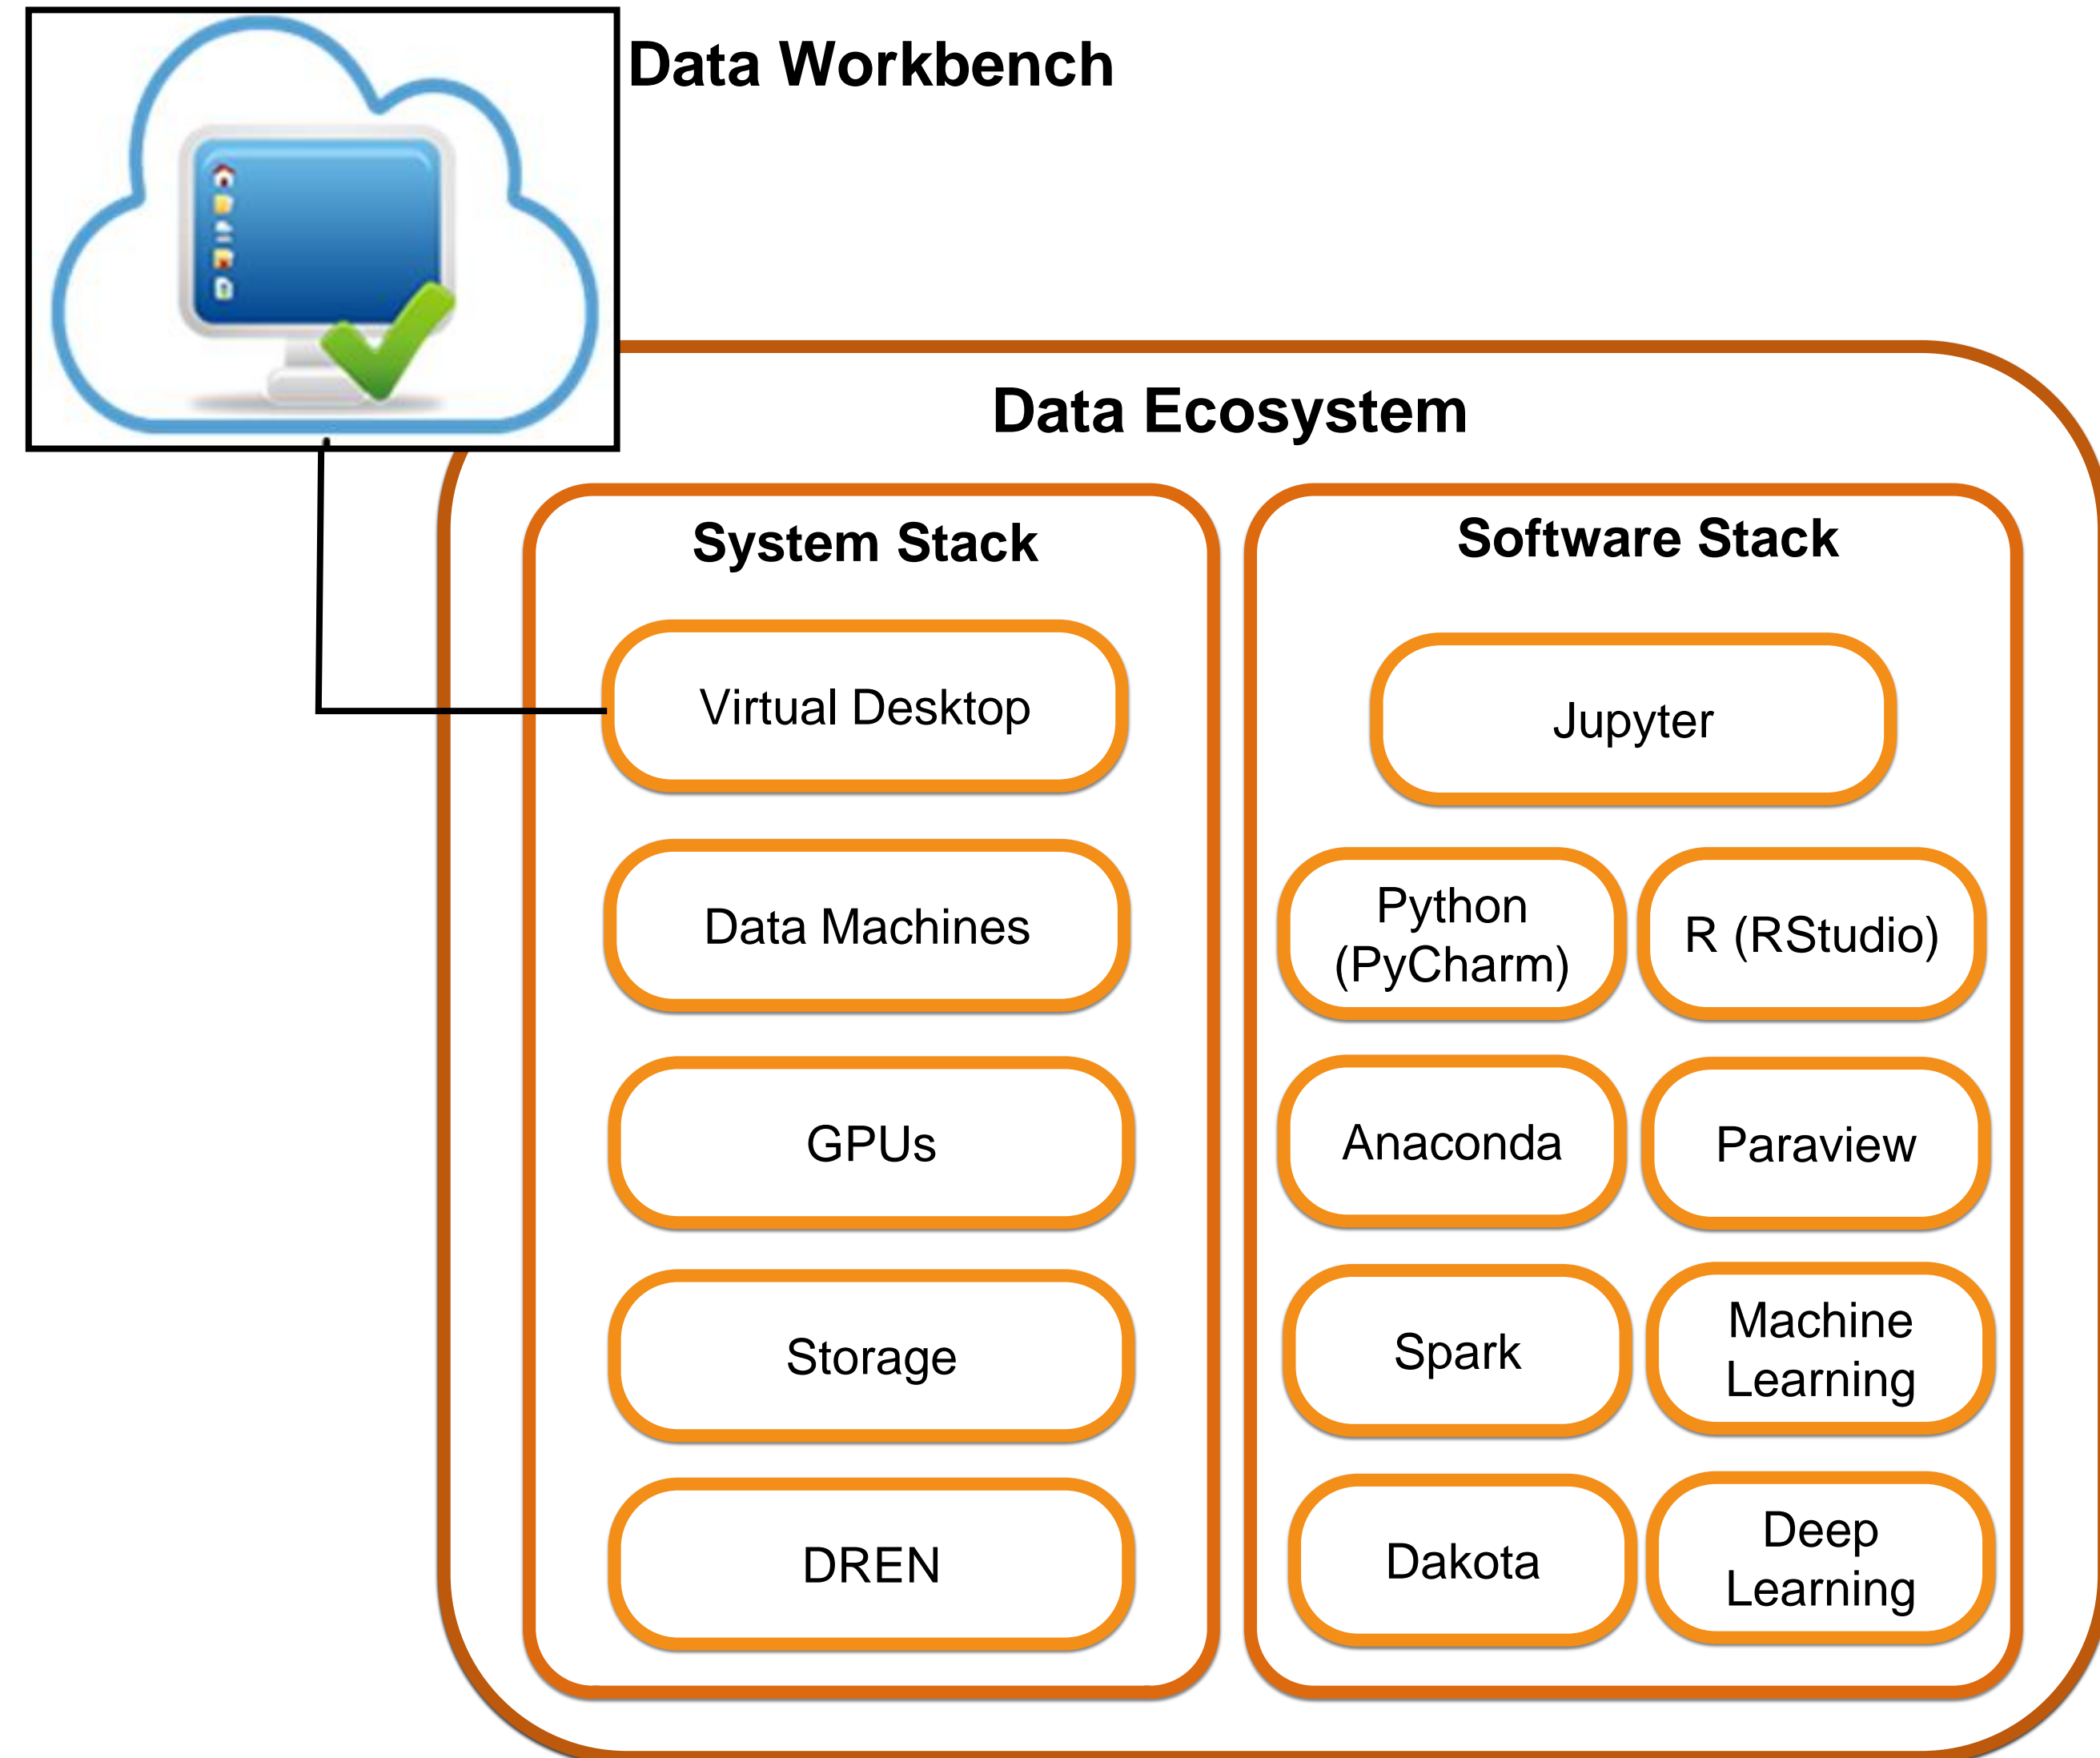 Data Workbench
Data Ecosystem
System Stack
Virtual Desktop
Data Machines
GPUs
Storage
DREN
Software Stack
Jupyter
Python
(PyCharm)
R (RStudio)
Anaconda
Paraview
Spark
Machine
Learning
Dakota
Deep
Learning